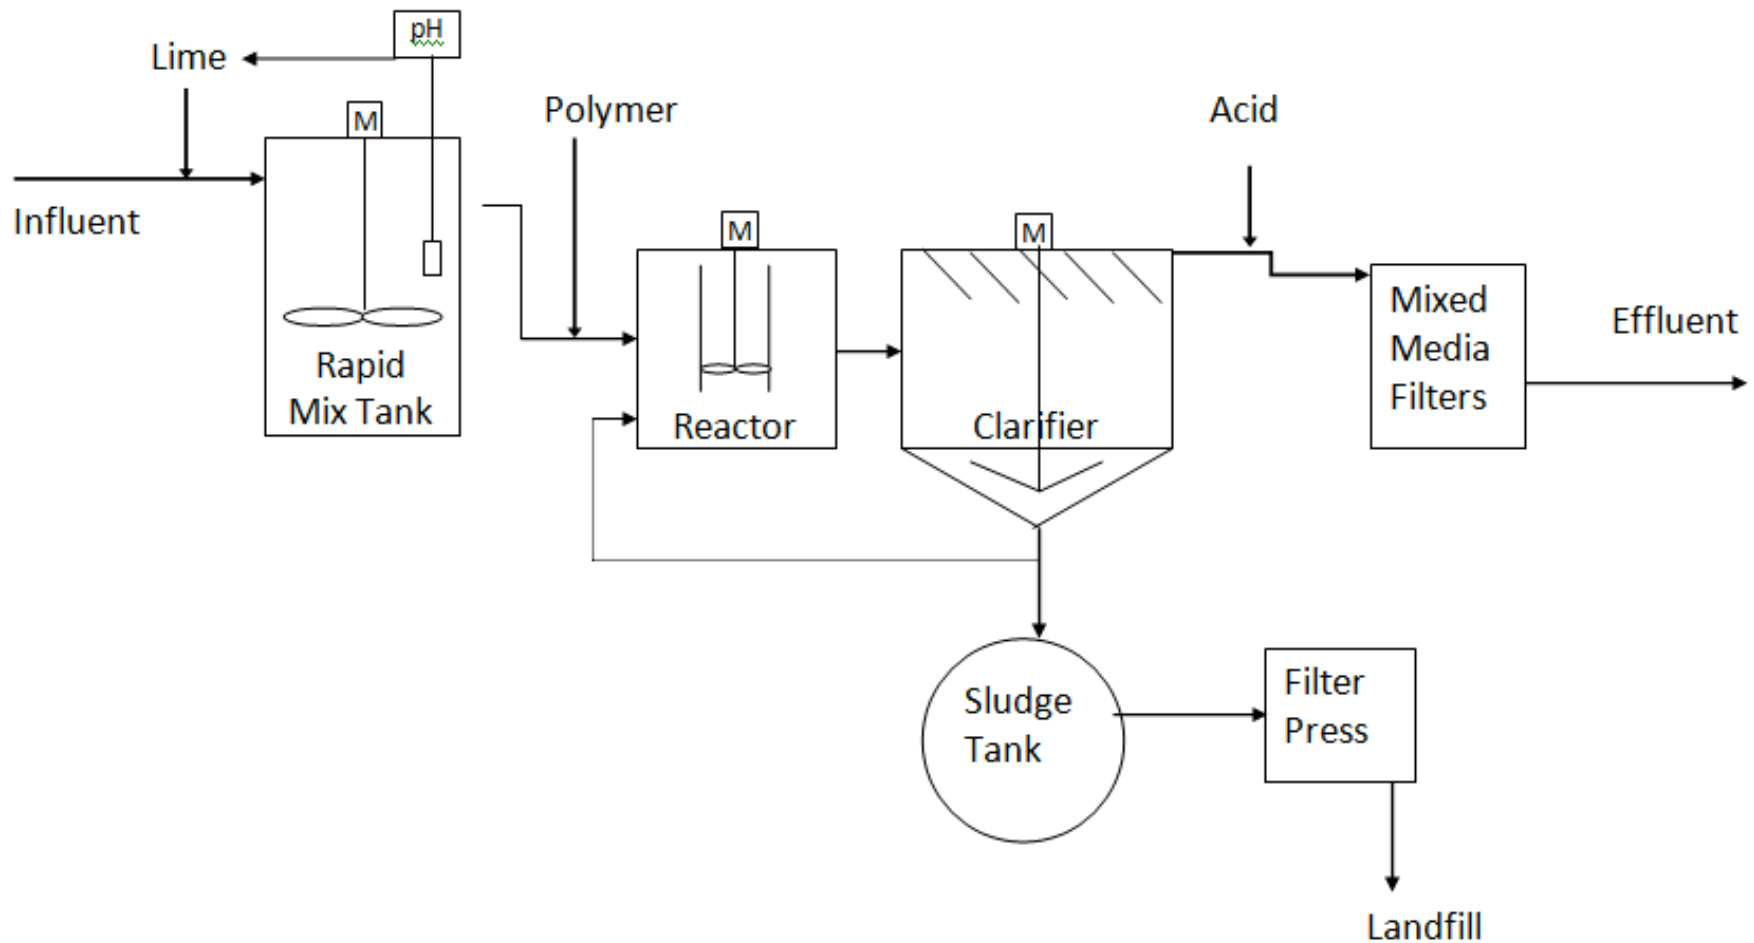 pH
Lime
M
Polymer
Acid
Influent
M
M
Rapid
Mix Tank
Reactor
Clarifier
Mixed
Media
Filters
Effluent
Sludge
Tank
Filter
Press
Landfill